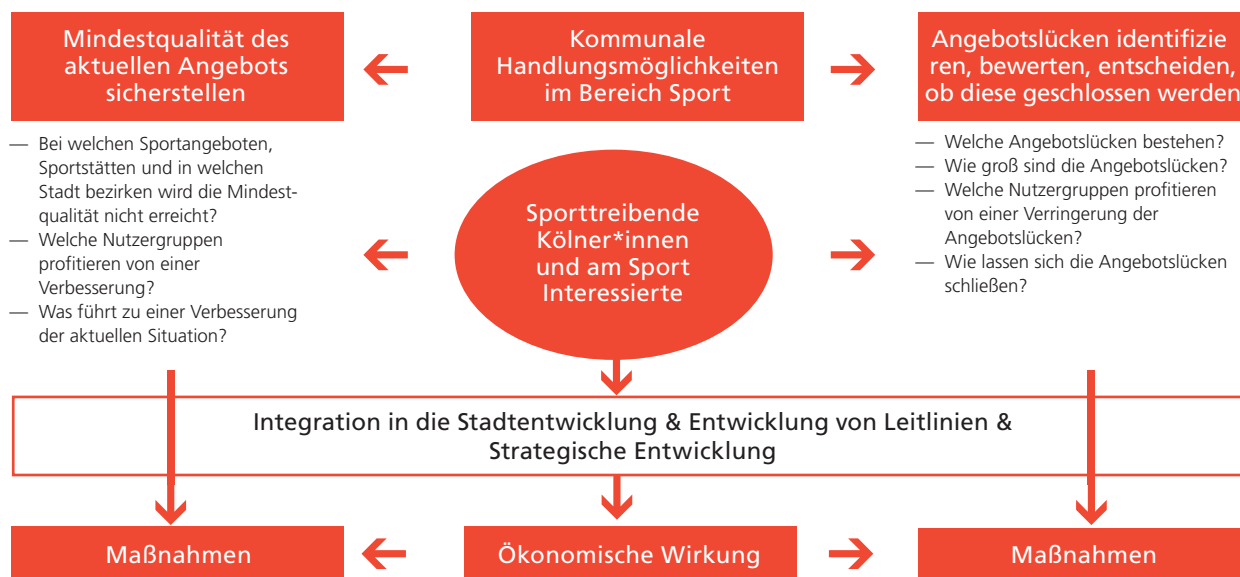 Mindestqualität des
aktuellen Angebots
sicherstellen
Kommunale
Handlungsmöglichkeiten
im Bereich Sport
Angebotslücken identifizie
ren, bewerten, entscheiden,
ob diese geschlossen werden
— Bei welchen Sportangeboten,
Sportstätten und in welchen
Stadt bezirken wird die Mindest-
qualität nicht erreicht?
— Welche Nutzergruppen
profitieren von einer
Verbesserung?
— Was führt zu einer Verbesserung
der aktuellen Situation?
Sporttreibende
Kölner*innen
und am Sport
Interessierte
— Welche Angebotslücken bestehen?
— Wie groß sind die Angebotslücken?
— Welche Nutzergruppen profitieren
von einer Verringerung der
Angebotslücken?
— Wie lassen sich die Angebotslücken
schließen?
Integration in die Stadtentwicklung & Entwicklung von Leitlinien &
Strategische Entwicklung
Maßnahmen
Ökonomische Wirkung
Maßnahmen